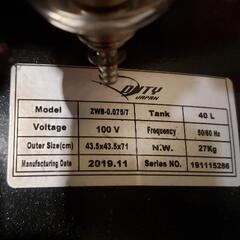 DUTY
JAPAN
Model ZWB-0.075/7 Tank 40 L
Voltage 100 V Frequency 50/60 Hz
Outer Size(cm) 43.5x43.5x71 N.W. 27Kg
Manufacturing Date 2019.11 Series NO. 191115286